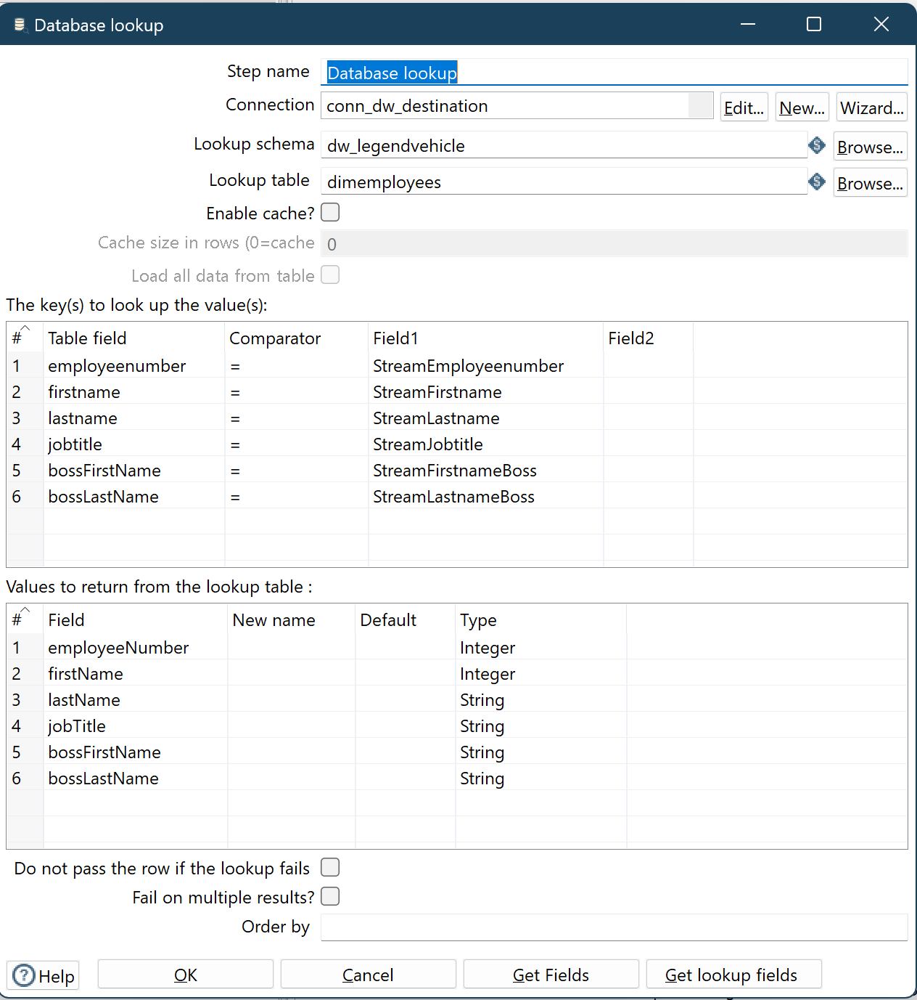 Database lookup
Step name Database lookup
Connection conn_dw_destination Edit... New... Wizard...
Lookup schema dw_legendvehicle Browse...
Lookup table dimemployees Browse...
Enable cache?
Cache size in rows (0=cache 0
Load all data from table
The key(s) to look up the value(s):
# Table field Comparator Field1 Field2
1 employeenumber = StreamEmployeenumber
2 firstname = StreamFirstname
3 lastname = StreamLastname
4 jobtitle = StreamJobtitle
5 bossFirstName = StreamFirstnameBoss
6 bossLastName = StreamLastnameBoss
Values to return from the lookup table :
# Field New name Default Type
1 employeeNumber Integer
2 firstName Integer
3 lastName String
4 jobTitle String
5 bossFirstName String
6 bossLastName String
Do not pass the row if the lookup fails
Fail on multiple results?
Order by
Help OK Cancel Get Fields Get lookup fields